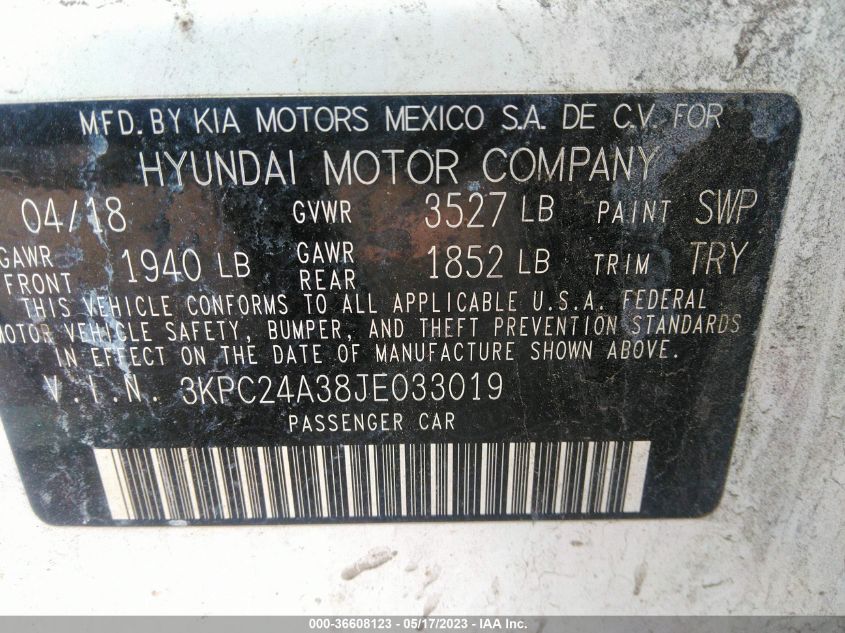 MFD. BY KIA MOTORS MEXICO S.A. DE C.V. FOR
HYUNDAI MOTOR COMPANY
04/18 GVWR 3527 LB PAINT SWP
GAWR FRONT 1940 LB GAWR REAR 1852 LB TRIM TRY
THIS VEHICLE CONFORMS TO ALL APPLICABLE U.S.A. FEDERAL
MOTOR VEHICLE SAFETY, BUMPER, AND THEFT PREVENTION STANDARDS
IN EFFECT ON THE DATE OF MANUFACTURE SHOWN ABOVE.
V.I.N. 3KPC24A38JE033019
PASSENGER CAR
000-36608123 - 05/17/2023 - IAA Inc.